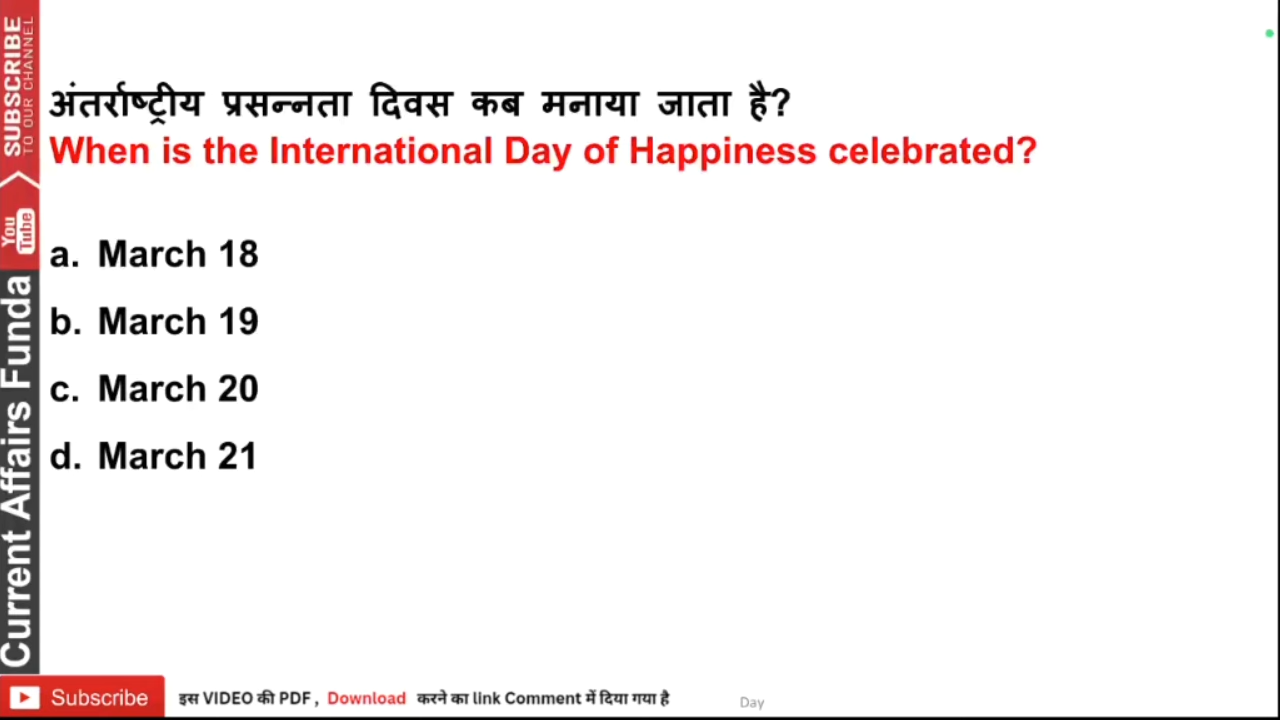 SUBSCRIBE
TO OUR CHANNEL
You Tube
Current Affairs Funda
अंतर्राष्ट्रीय प्रसन्नता दिवस कब मनाया जाता है?
When is the International Day of Happiness celebrated?
a. March 18
b. March 19
c. March 20
d. March 21
Subscribe
इस VIDEO की PDF , Download करने का link Comment में दिया गया है
Day